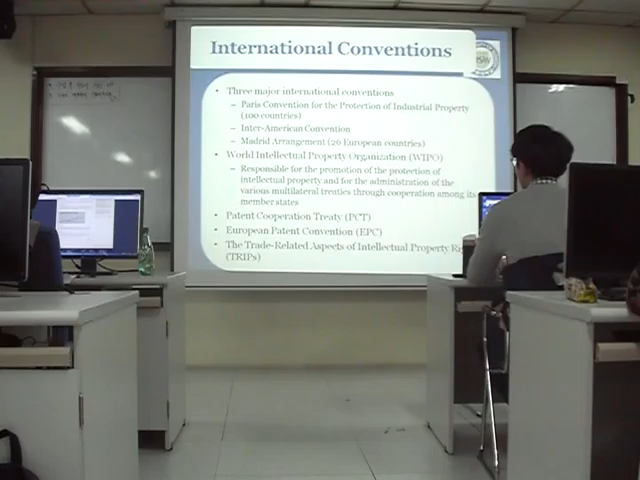 International Conventions
• Three major international conventions
– Paris Convention for the Protection of Industrial Property
(100 countries)
– Inter-American Convention
– Madrid Arrangement (26 European countries)
• World Intellectual Property Organization (WIPO)
– Responsible for the promotion of the protection of
intellectual property and for the administration of the
various multilateral treaties through cooperation among its
member states
• Patent Cooperation Treaty (PCT)
• European Patent Convention (EPC)
• The Trade-Related Aspects of Intellectual Property
(TRIPs)